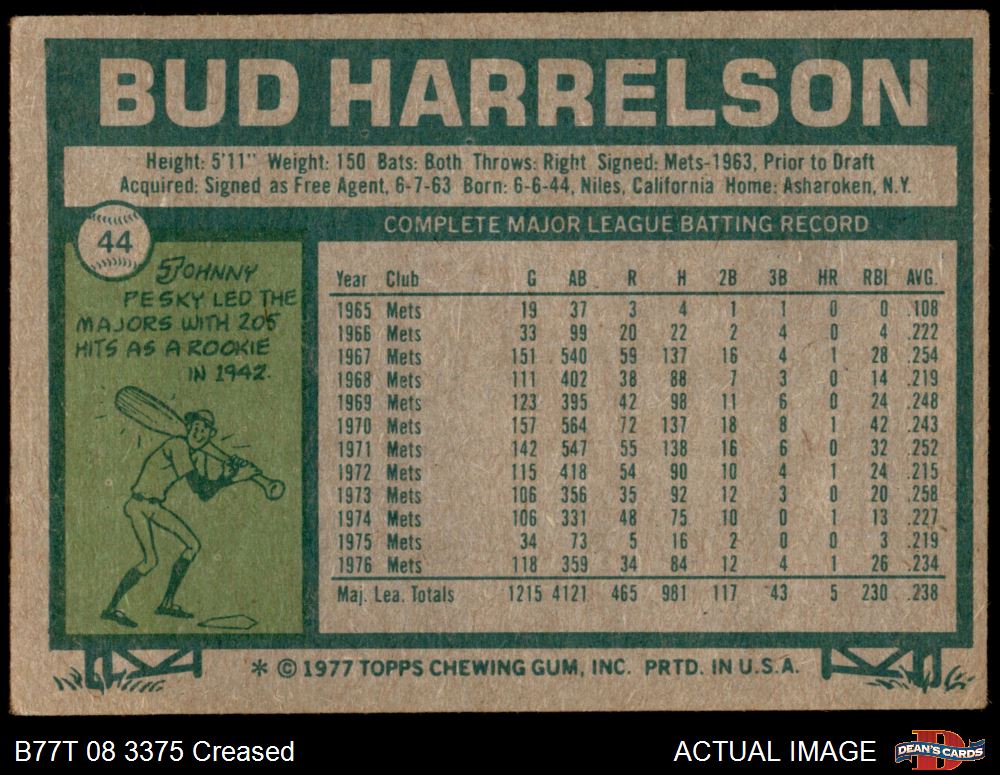 BUD HARRELSON
Height: 5'11" Weight: 150 Bats: Both Throws: Right Signed: Mets-1963, Prior to Draft
Acquired: Signed as Free Agent, 6-7-63 Born: 6-6-44, Niles, California Home: Asharoken, N.Y.
44
JOHNNY
PESKY LED THE
MAJORS WITH 205
HITS AS A ROOKIE
IN 1942.
COMPLETE MAJOR LEAGUE BATTING RECORD
Year Club G AB R H 2B 3B HR RBI AVG.
1965 Mets 19 37 3 4 1 1 0 0 .108
1966 Mets 33 99 20 22 2 4 0 4 .222
1967 Mets 151 540 59 137 16 4 1 28 .254
1968 Mets 111 402 38 88 7 3 0 14 .219
1969 Mets 123 395 42 98 11 6 0 24 .248
1970 Mets 157 564 72 137 18 8 1 42 .243
1971 Mets 142 547 55 138 16 6 0 32 .252
1972 Mets 115 418 54 90 10 4 1 24 .215
1973 Mets 106 356 35 92 12 3 0 20 .258
1974 Mets 106 331 48 75 10 0 1 13 .227
1975 Mets 34 73 5 16 2 0 0 3 .219
1976 Mets 118 359 34 84 12 4 1 26 .234
Maj. Lea. Totals 1215 4121 465 981 117 43 5 230 .238
* © 1977 TOPPS CHEWING GUM, INC. PRTD. IN U.S.A.
B77T 08 3375 Creased
ACTUAL IMAGE
D
DEAN'S CARDS